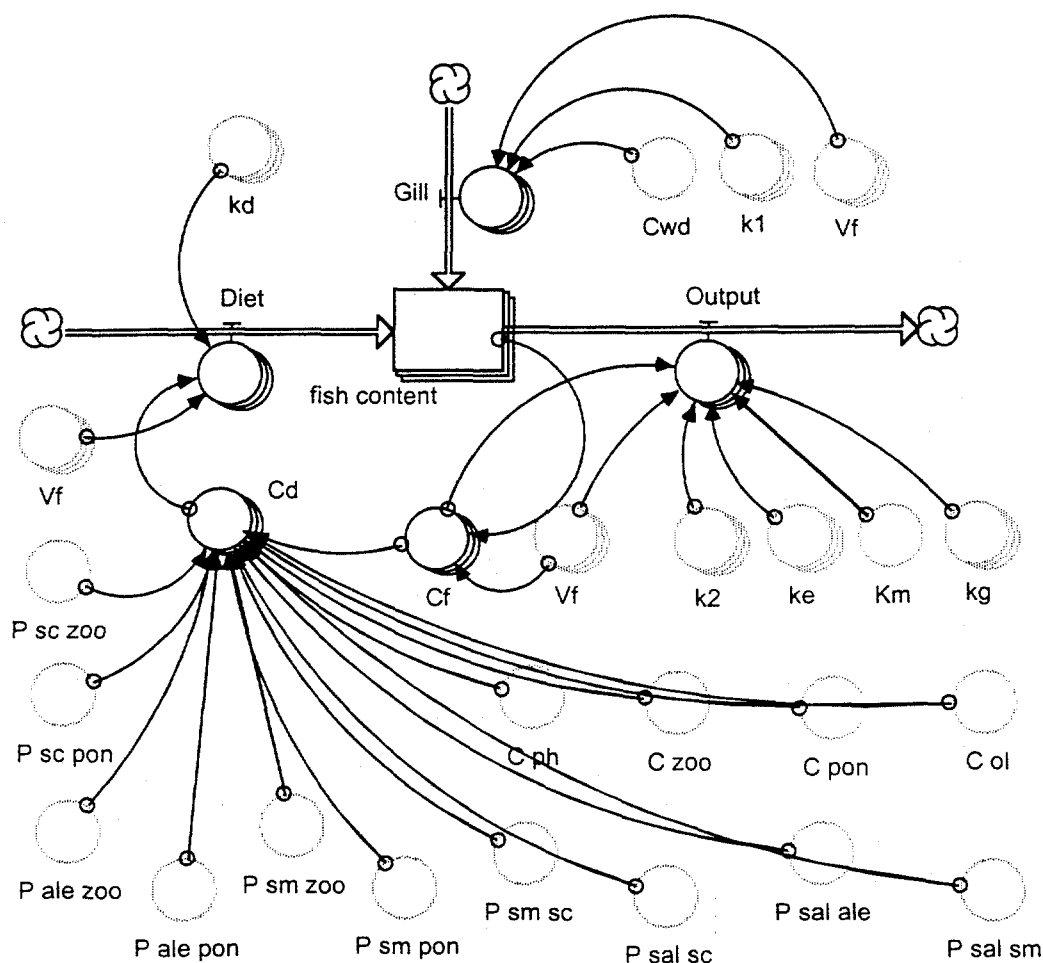 Gill
kd
Cwd
k1
Vf
Diet
Output
fish content
Vf
Cd
Cf
Vf
k2
ke
Km
kg
P sc zoo
P sc pon
C ph
C zoo
C pon
C ol
P ale zoo
P sm zoo
P sm sc
P sal ale
P ale pon
P sm pon
P sal sc
P sal sm